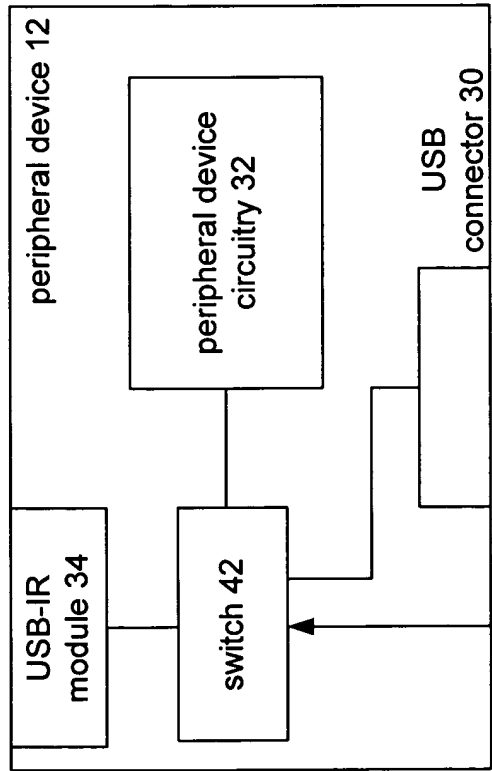 peripheral device 12
USB-IR
module 34
peripheral device
circuitry 32
switch 42
USB
connector 30